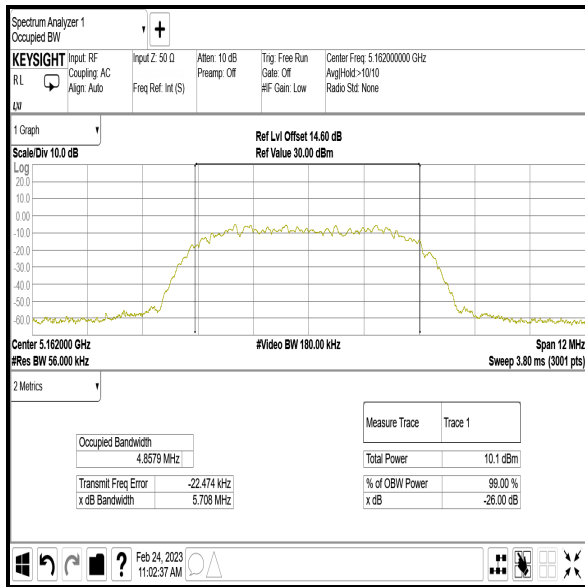 Spectrum Analyzer 1
Occupied BW
KEYSIGHT
R L
LXI
Input: RF
Coupling: AC
Align: Auto
Input Z: 50 Ω
Freq Ref: Int (S)
Atten: 10 dB
Preamp: Off
Trig: Free Run
Gate: Off
#IF Gain: Low
Center Freq: 5.162000000 GHz
Avg|Hold:>10/10
Radio Std: None
1 Graph
Scale/Div 10.0 dB
Ref Lvl Offset 14.60 dB
Ref Value 30.00 dBm
Log
20.0
10.0
0.00
-10.0
-20.0
-30.0
-40.0
-50.0
-60.0
Center 5.162000 GHz
#Res BW 56.000 kHz
#Video BW 180.00 kHz
Span 12 MHz
Sweep 3.80 ms (3001 pts)
2 Metrics
Occupied Bandwidth
4.8579 MHz
Transmit Freq Error -22.474 kHz
x dB Bandwidth 5.708 MHz
Measure Trace Trace 1
Total Power 10.1 dBm
% of OBW Power 99.00 %
x dB -26.00 dB
?
Feb 24, 2023
11:02:37 AM